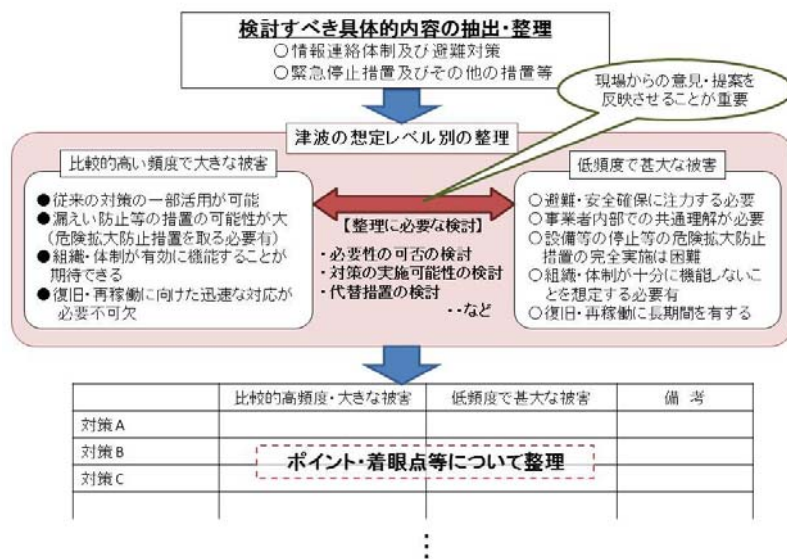 検討すべき具体的内容の抽出・整理
○情報連絡体制及び避難対策
○緊急停止措置及びその他の措置等
現場からの意見・提案を
反映させることが重要
津波の想定レベル別の整理
比較的高い頻度で大きな被害
●従来の対策の一部活用が可能
●漏えい防止等の措置の可能性が大
(危険拡大防止措置を取る必要有)
●組織・体制が有効に機能することが
期待できる
●復旧・再稼働に向けた迅速な対応が
必要不可欠
【整理に必要な検討】
・必要性の可否の検討
・対策の実施可能性の検討
・代替措置の検討
・・など
低頻度で甚大な被害
○避難・安全確保に注力する必要
○事業者内部での共通理解が必要
○設備等の停止等の危険拡大防止
措置の完全実施は困難
○組織・体制が十分に機能しないこ
とを想定する必要有
○復旧・再稼働に長期間を有する
比較的高頻度・大きな被害 低頻度で甚大な被害 備考
対策A
対策B
対策C
ポイント・着眼点等について整理
⋮